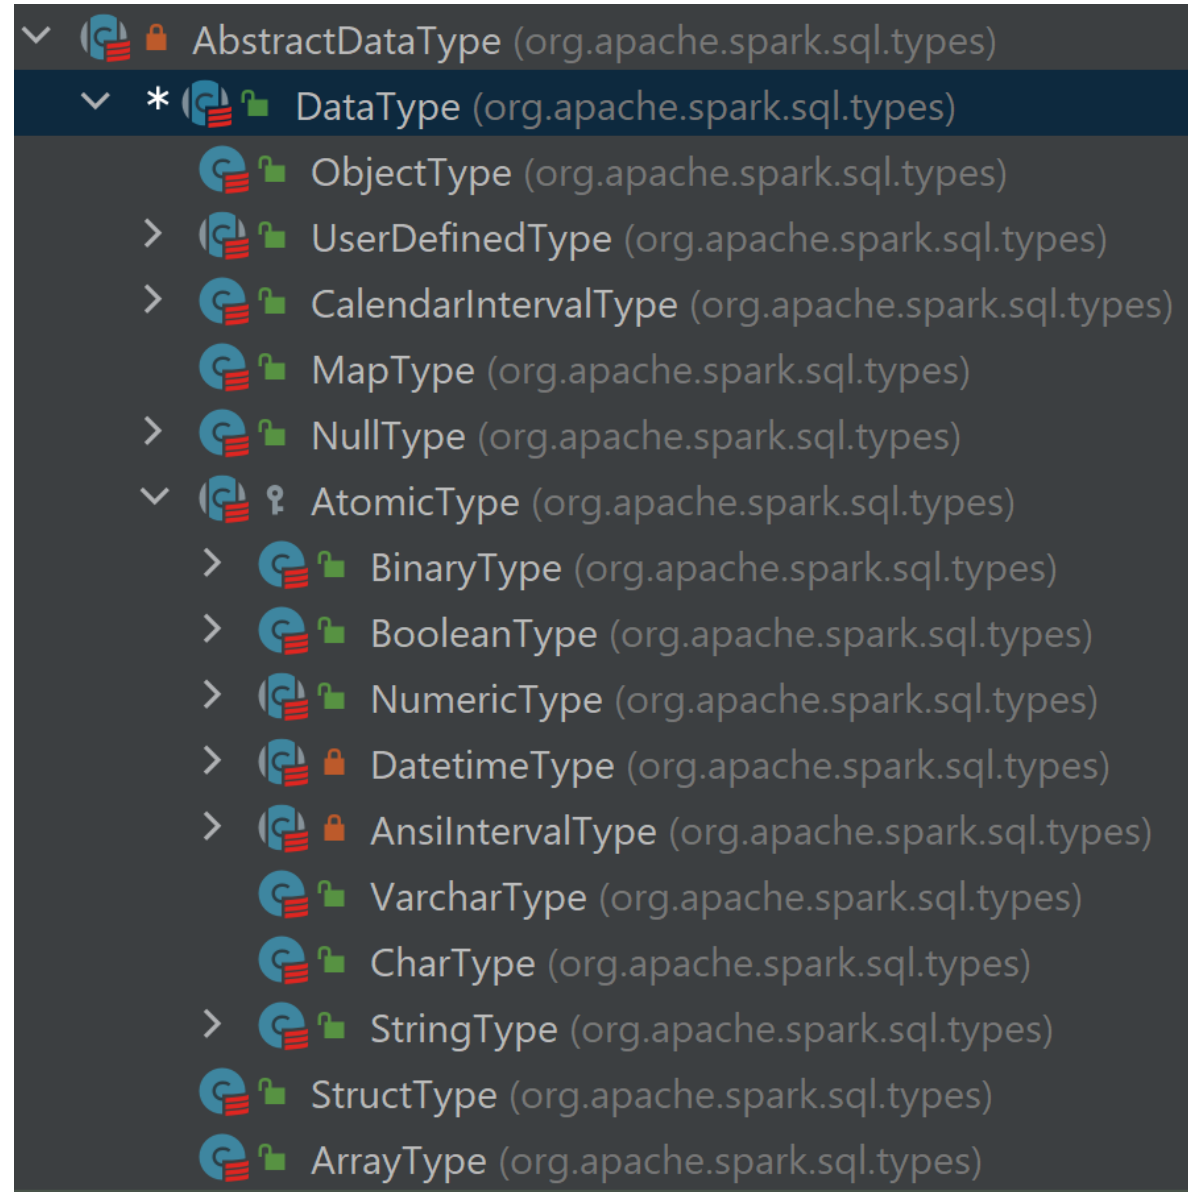 AbstractDataType (org.apache.spark.sql.types)
* DataType (org.apache.spark.sql.types)
ObjectType (org.apache.spark.sql.types)
UserDefinedType (org.apache.spark.sql.types)
CalendarIntervalType (org.apache.spark.sql.types)
MapType (org.apache.spark.sql.types)
NullType (org.apache.spark.sql.types)
AtomicType (org.apache.spark.sql.types)
BinaryType (org.apache.spark.sql.types)
BooleanType (org.apache.spark.sql.types)
NumericType (org.apache.spark.sql.types)
DatetimeType (org.apache.spark.sql.types)
AnsiIntervalType (org.apache.spark.sql.types)
VarcharType (org.apache.spark.sql.types)
CharType (org.apache.spark.sql.types)
StringType (org.apache.spark.sql.types)
StructType (org.apache.spark.sql.types)
ArrayType (org.apache.spark.sql.types)